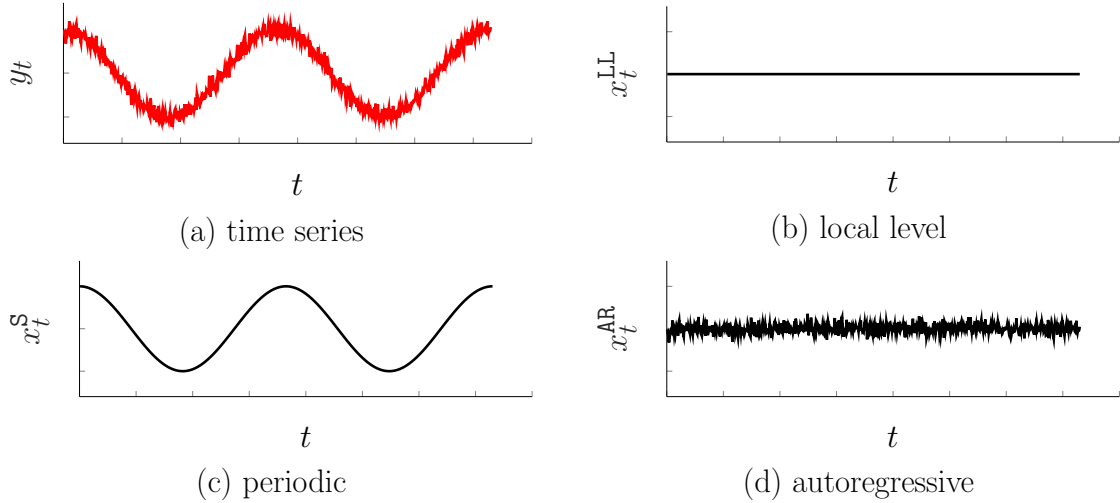 y_t
t
(a) time series
x_t^LL
t
(b) local level
x_t^S
t
(c) periodic
x_t^AR
t
(d) autoregressive